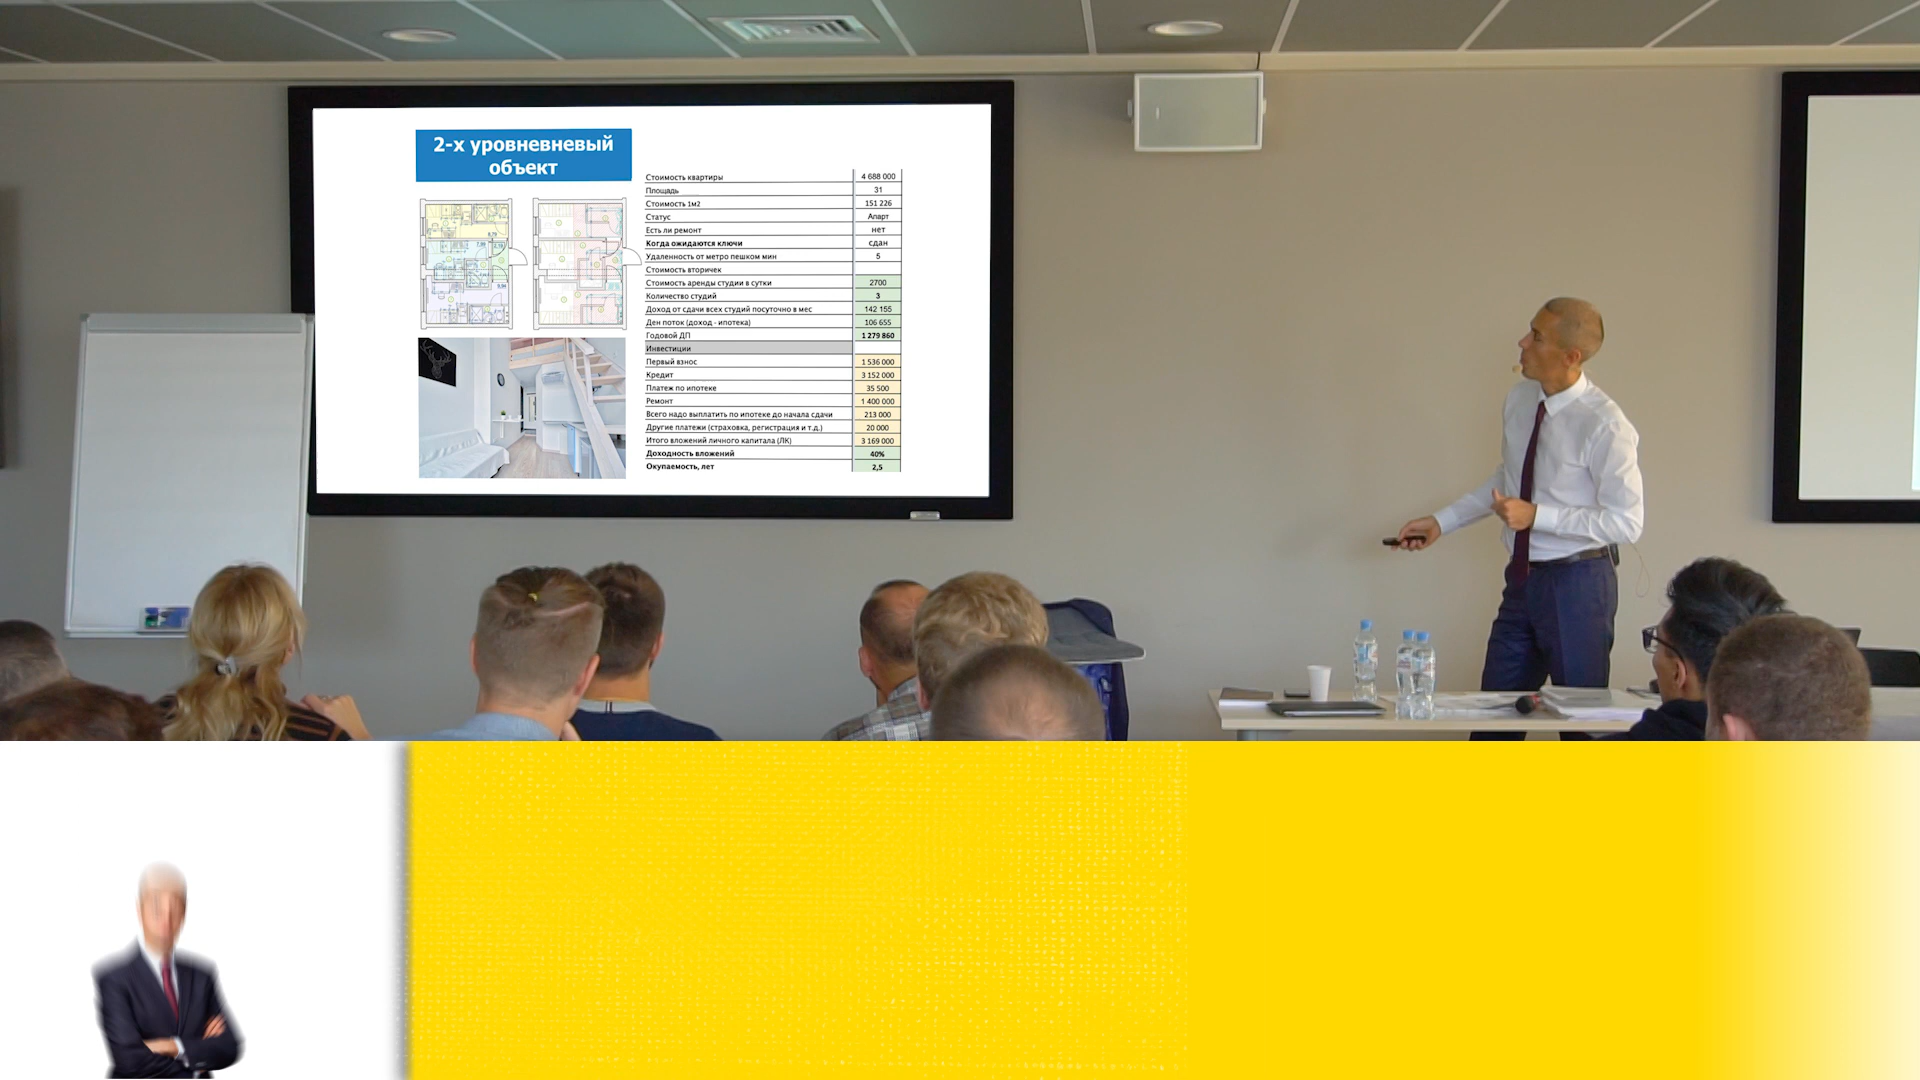 2-х уровневневый
объект
Стоимость квартиры 4 688 000
Площадь 31
Стоимость 1м2 151 226
Статус Апарт
Есть ли ремонт нет
Когда ожидаются ключи сдан
Удаленность от метро пешком мин 5
Стоимость вторичек
Стоимость аренды студии в сутки 2700
Количество студий 3
Доход от сдачи всех студий посуточно в мес 142 155
Ден поток (доход - ипотека) 106 655
Годовой ДП 1 279 860
Инвестиции
Первый взнос 1 536 000
Кредит 3 152 000
Платеж по ипотеке 35 500
Ремонт 1 400 000
Всего надо выплатить по ипотеке до начала сдачи 213 000
Другие платежи (страховка, регистрация и т.д.) 20 000
Итого вложений личного капитала (ЛК) 3 169 000
Доходность вложений 40%
Окупаемость, лет 2,5